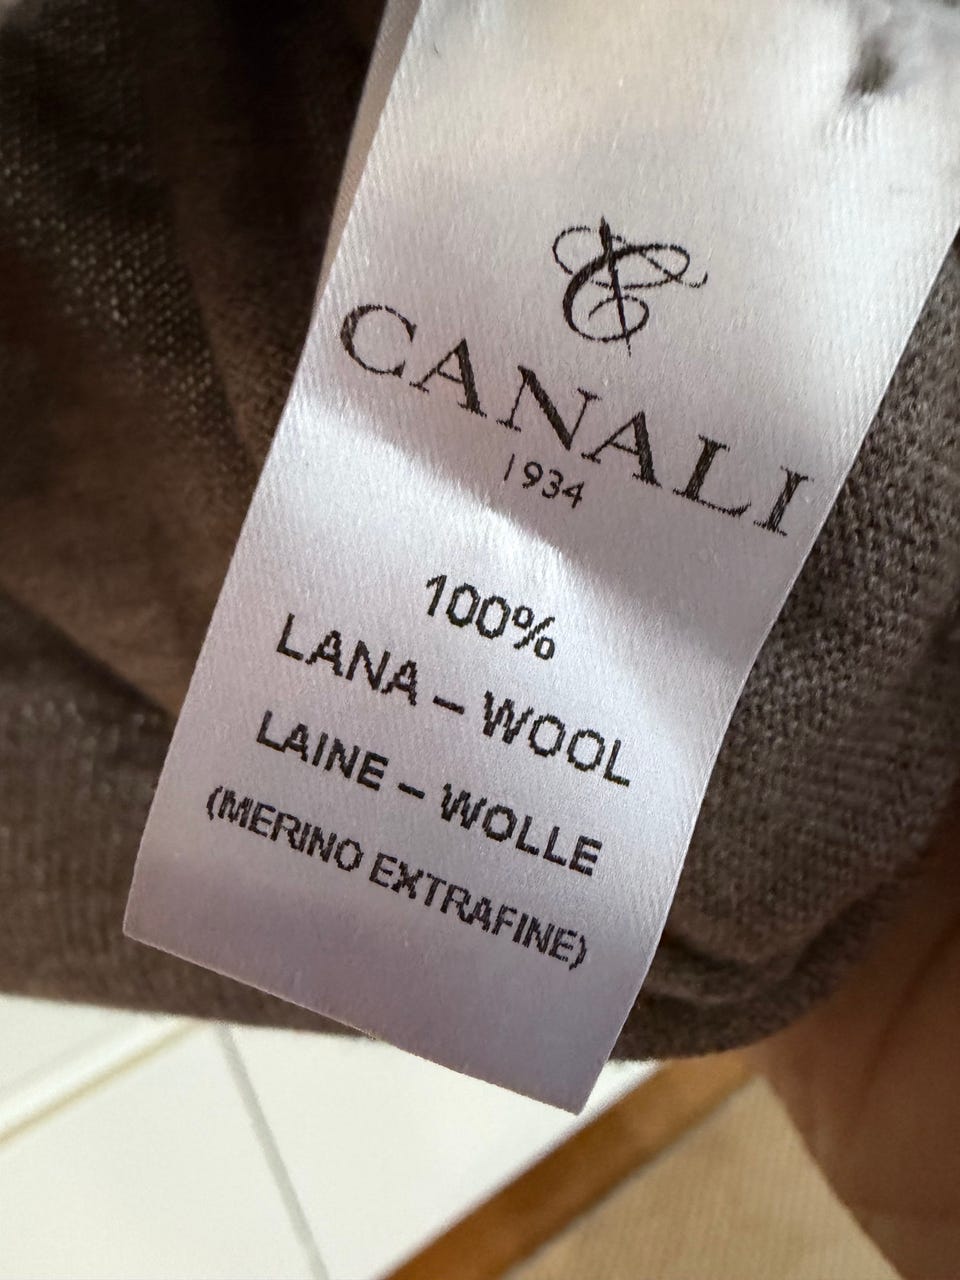 CANALI
1934
100%
LANA – WOOL
LAINE – WOLLE
(MERINO EXTRAFINE)